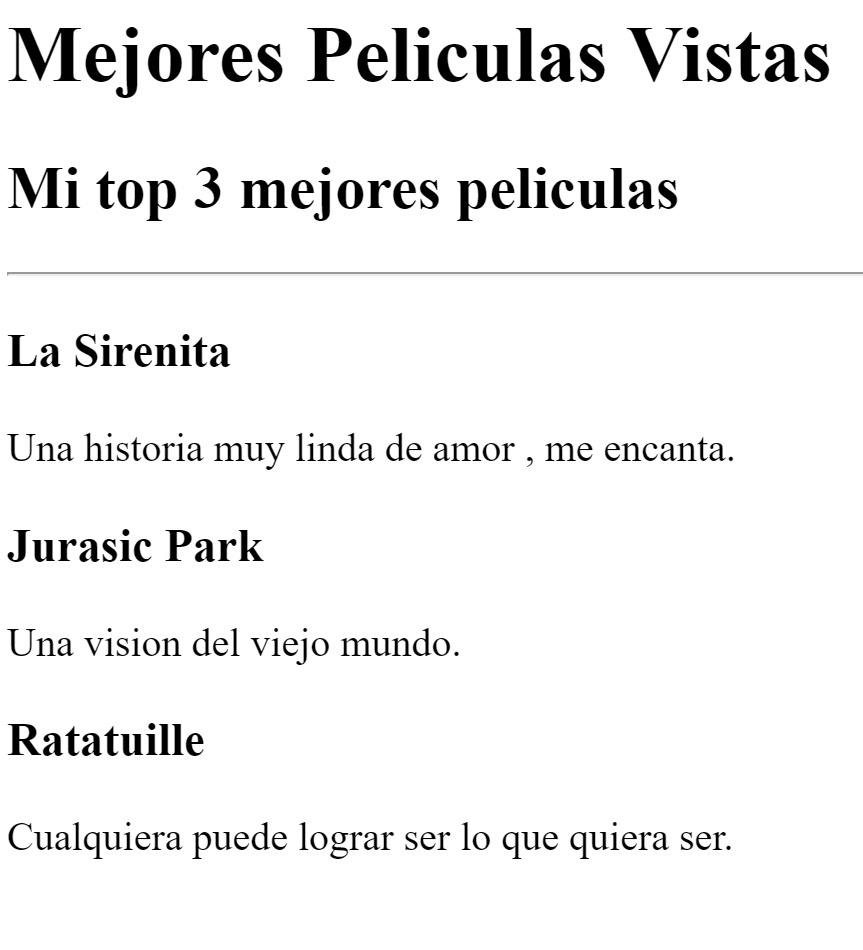 Mejores Peliculas Vistas
Mi top 3 mejores peliculas
La Sirenita
Una historia muy linda de amor , me encanta.
Jurasic Park
Una vision del viejo mundo.
Ratatuille
Cualquiera puede lograr ser lo que quiera ser.